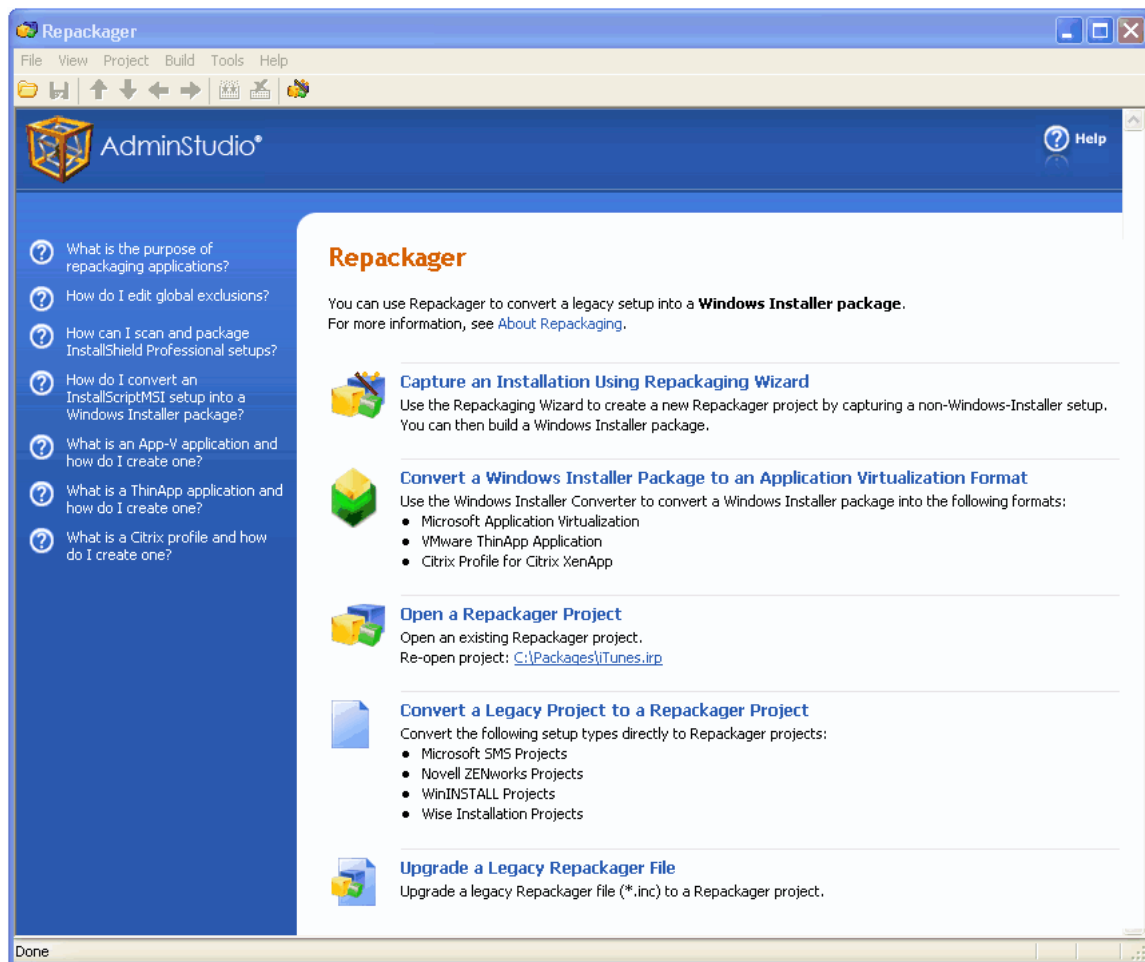 Repackager
File View Project Build Tools Help
AdminStudio®
Help
What is the purpose of
repackaging applications?
How do I edit global exclusions?
How can I scan and package
InstallShield Professional setups?
How do I convert an
InstallScriptMSI setup into a
Windows Installer package?
What is an App-V application and
how do I create one?
What is a ThinApp application and
how do I create one?
What is a Citrix profile and how
do I create one?
Repackager
You can use Repackager to convert a legacy setup into a Windows Installer package.
For more information, see About Repackaging.
Capture an Installation Using Repackaging Wizard
Use the Repackaging Wizard to create a new Repackager project by capturing a non-Windows-Installer setup.
You can then build a Windows Installer package.
Convert a Windows Installer Package to an Application Virtualization Format
Use the Windows Installer Converter to convert a Windows Installer package into the following formats:
● Microsoft Application Virtualization
● VMware ThinApp Application
● Citrix Profile for Citrix XenApp
Open a Repackager Project
Open an existing Repackager project.
Re-open project: C:\Packages\iTunes.irp
Convert a Legacy Project to a Repackager Project
Convert the following setup types directly to Repackager projects:
● Microsoft SMS Projects
● Novell ZENworks Projects
● WinINSTALL Projects
● Wise Installation Projects
Upgrade a Legacy Repackager File
Upgrade a legacy Repackager file (*.inc) to a Repackager project.
Done